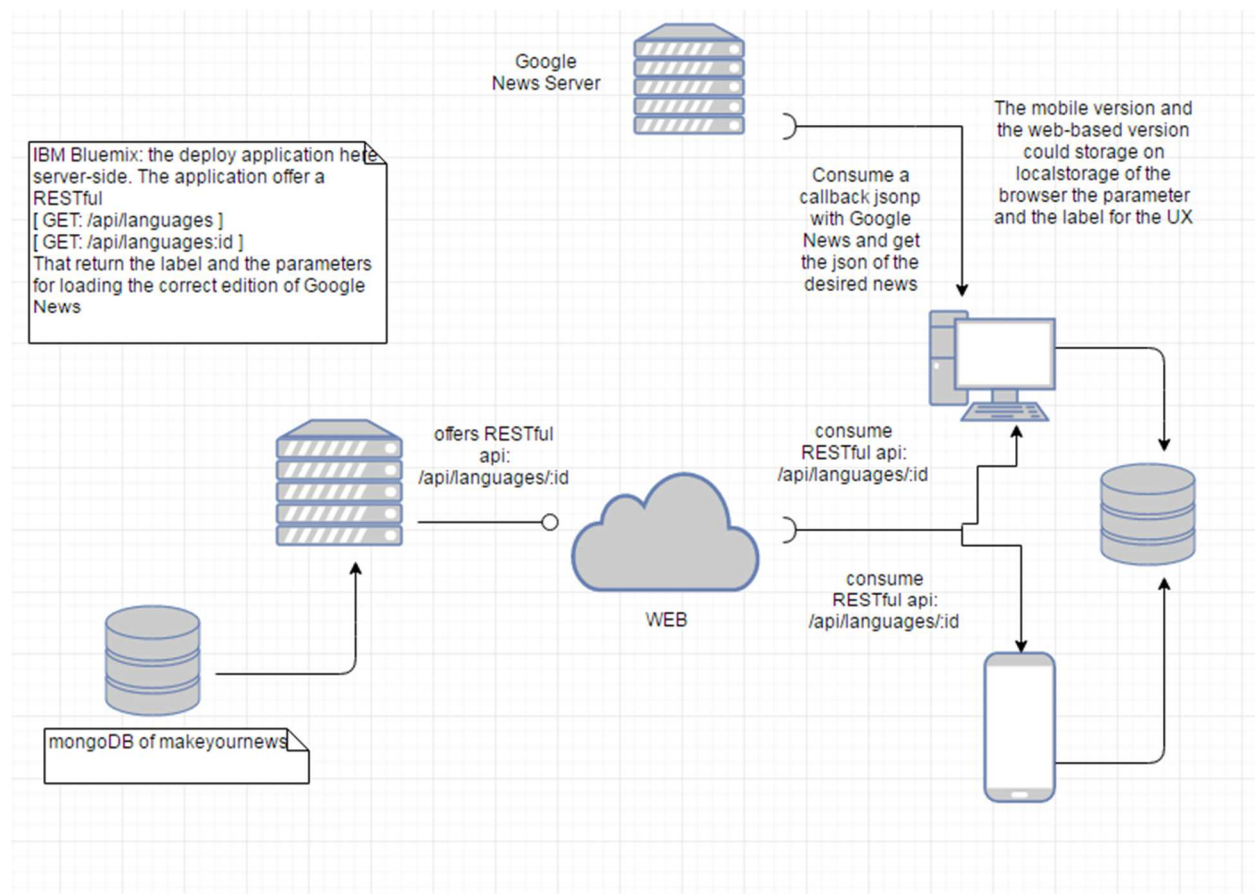 Google
News Server
The mobile version and
the web-based version
could storage on
localstorage of the
browser the parameter
and the label for the UX
IBM Bluemix: the deploy application here
server-side. The application offer a
RESTful
[ GET: /api/languages ]
[ GET: /api/languages:id ]
That return the label and the parameters
for loading the correct edition of Google
News
Consume a
callback jsonp
with Google
News and get
the json of the
desired news
offers RESTful
api:
/api/languages/:id
consume
RESTful api:
/api/languages/:id
consume
RESTful api:
/api/languages/:id
WEB
mongoDB of makeyournews